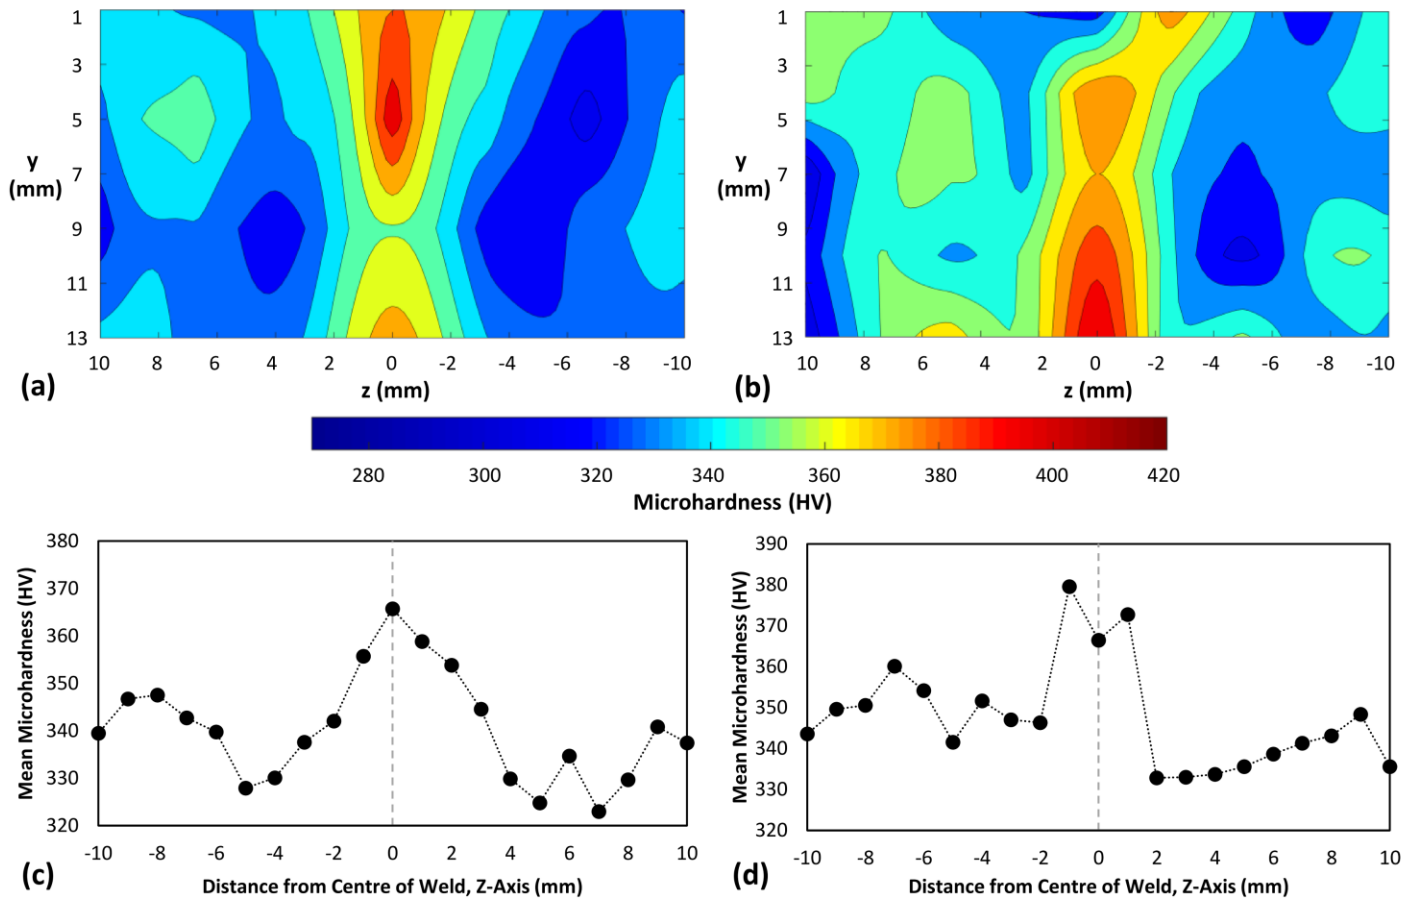 1
3
5
y
(mm)
7
9
11
13
10 8 6 4 2 0 -2 -4 -6 -8 -10
(a)
z (mm)
1
3
5
y
(mm)
7
9
11
13
10 8 6 4 2 0 -2 -4 -6 -8 -10
(b)
z (mm)
280 300 320 340 360 380 400 420
Microhardness (HV)
Mean Microhardness (HV)
380
370
360
350
340
330
320
-10 -8 -6 -4 -2 0 2 4 6 8 10
(c)
Distance from Centre of Weld, Z-Axis (mm)
Mean Microhardness (HV)
390
380
370
360
350
340
330
320
-10 -8 -6 -4 -2 0 2 4 6 8 10
(d)
Distance from Centre of Weld, Z-Axis (mm)